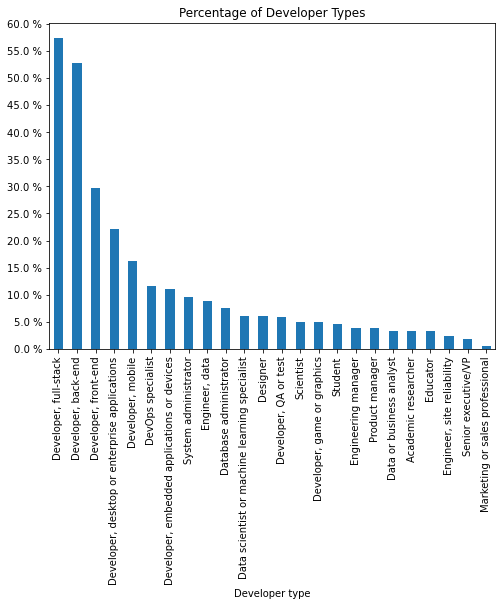 Percentage of Developer Types
60.0 %
55.0 %
50.0 %
45.0 %
40.0 %
35.0 %
30.0 %
25.0 %
20.0 %
15.0 %
10.0 %
5.0 %
0.0 %
Developer, full-stack
Developer, back-end
Developer, front-end
Developer, desktop or enterprise applications
Developer, mobile
DevOps specialist
Developer, embedded applications or devices
System administrator
Engineer, data
Database administrator
Data scientist or machine learning specialist
Designer
Developer, QA or test
Scientist
Developer, game or graphics
Student
Engineering manager
Product manager
Data or business analyst
Academic researcher
Educator
Engineer, site reliability
Senior executive/VP
Marketing or sales professional
Developer type